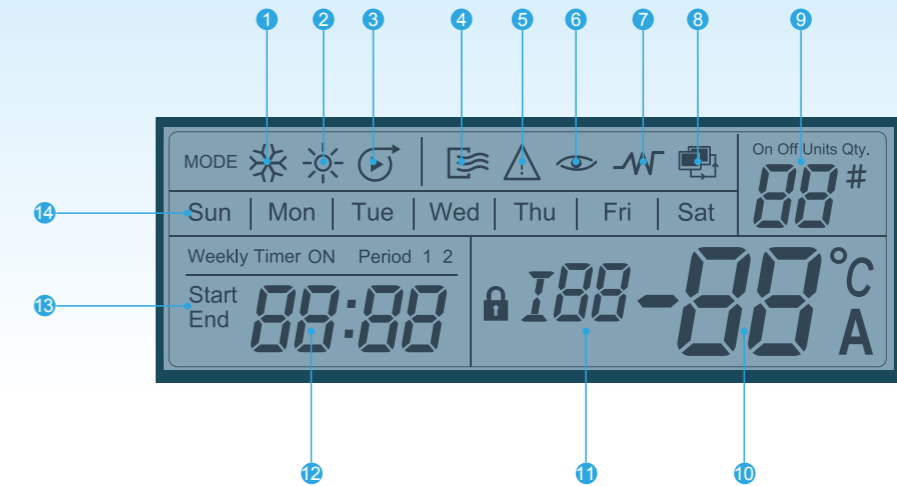 1 2 3 4 5 6 7 8 9
MODE
On Off Units Qty.
88 #
14
Sun Mon Tue Wed Thu Fri Sat
Weekly Timer ON Period 1 2
13
Start
End
88:88
I88
-88
°C
A
12 11 10